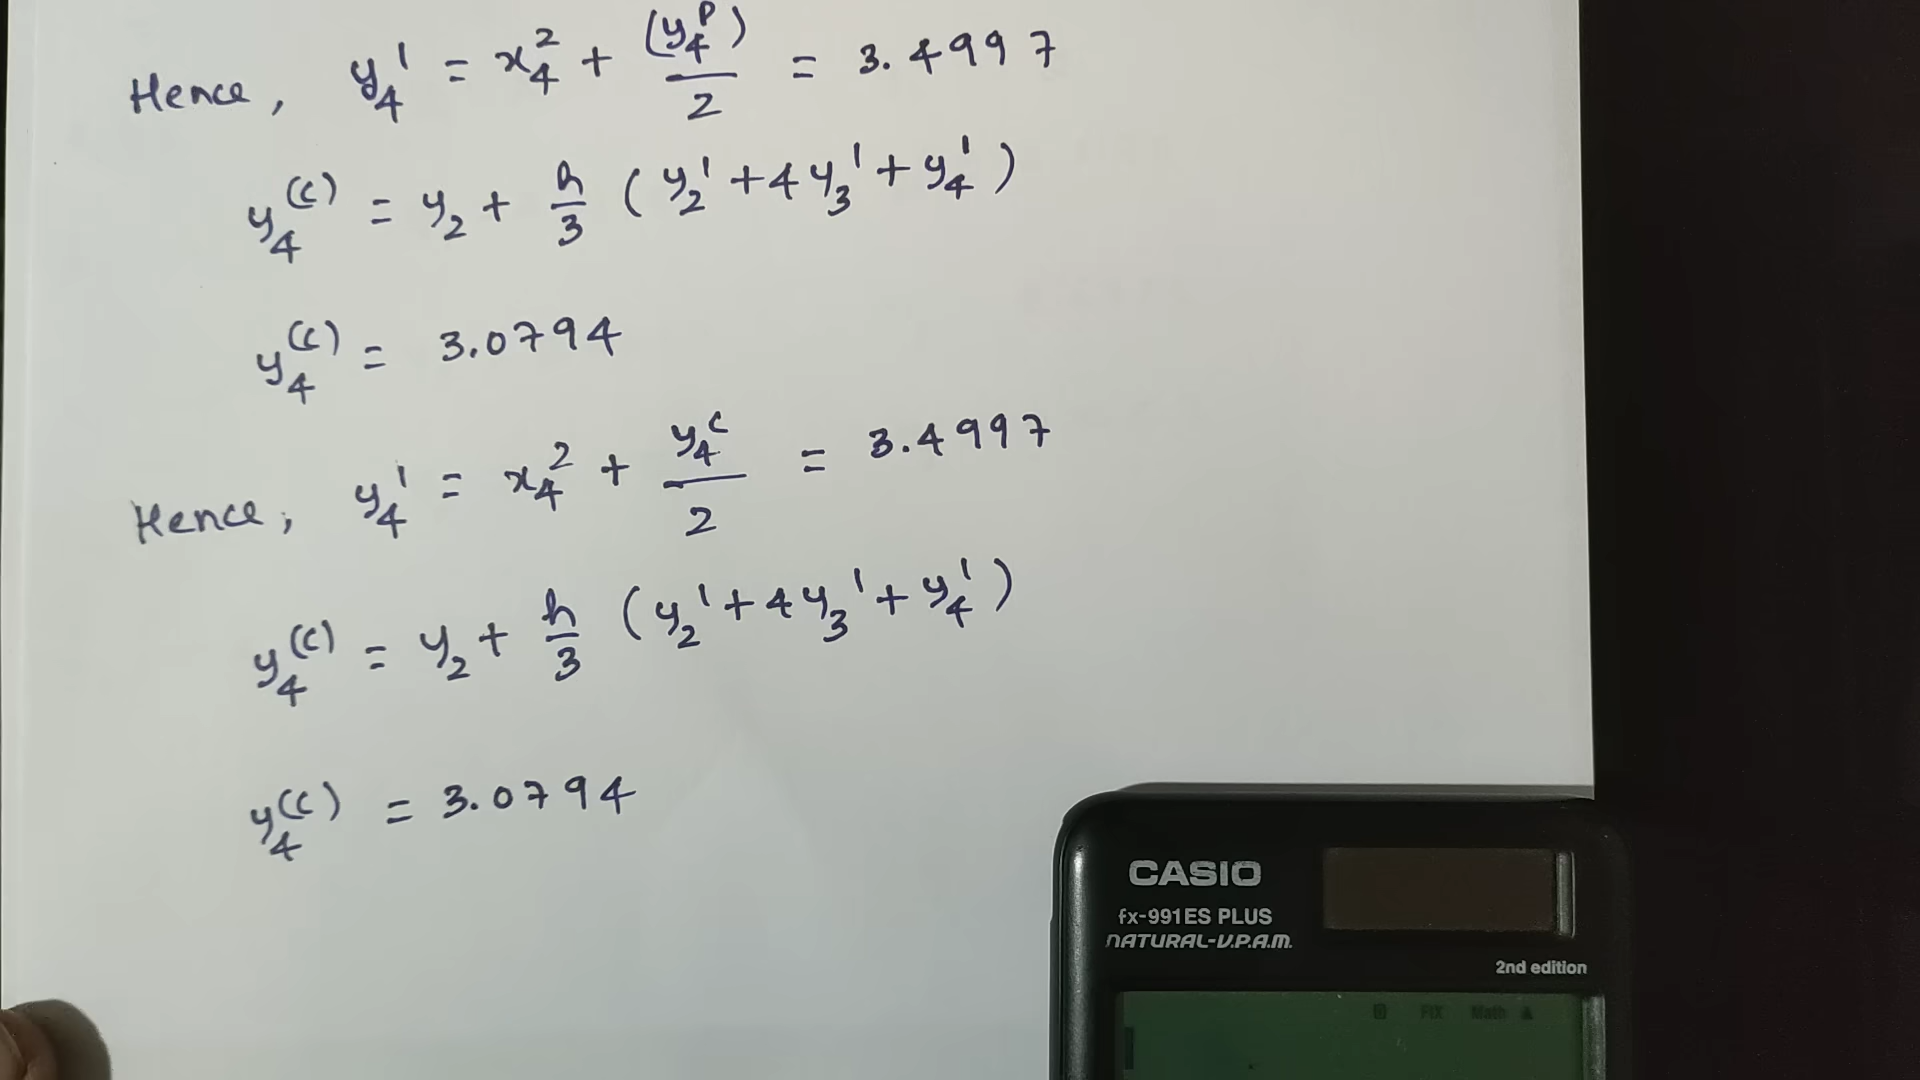 Hence, y₄' = x₄² + (y₄ᵖ)/2 = 3.4997
y₄⁽ᶜ⁾ = y₂ + h/3 (y₂' + 4y₃' + y₄')
y₄⁽ᶜ⁾ = 3.0794
Hence, y₄' = x₄² + y₄ᶜ/2 = 3.4997
y₄⁽ᶜ⁾ = y₂ + h/3 (y₂' + 4y₃' + y₄')
y₄⁽ᶜ⁾ = 3.0794
CASIO
fx-991ES PLUS
NATURAL-V.P.A.M.
2nd edition
D FIX Math ▲